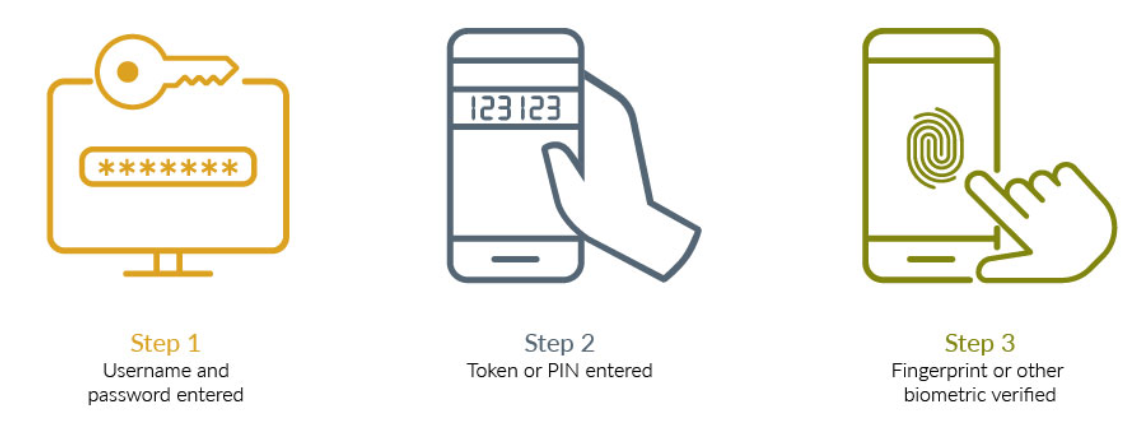 *******
123123
Step 1
Username and
password entered
Step 2
Token or PIN entered
Step 3
Fingerprint or other
biometric verified